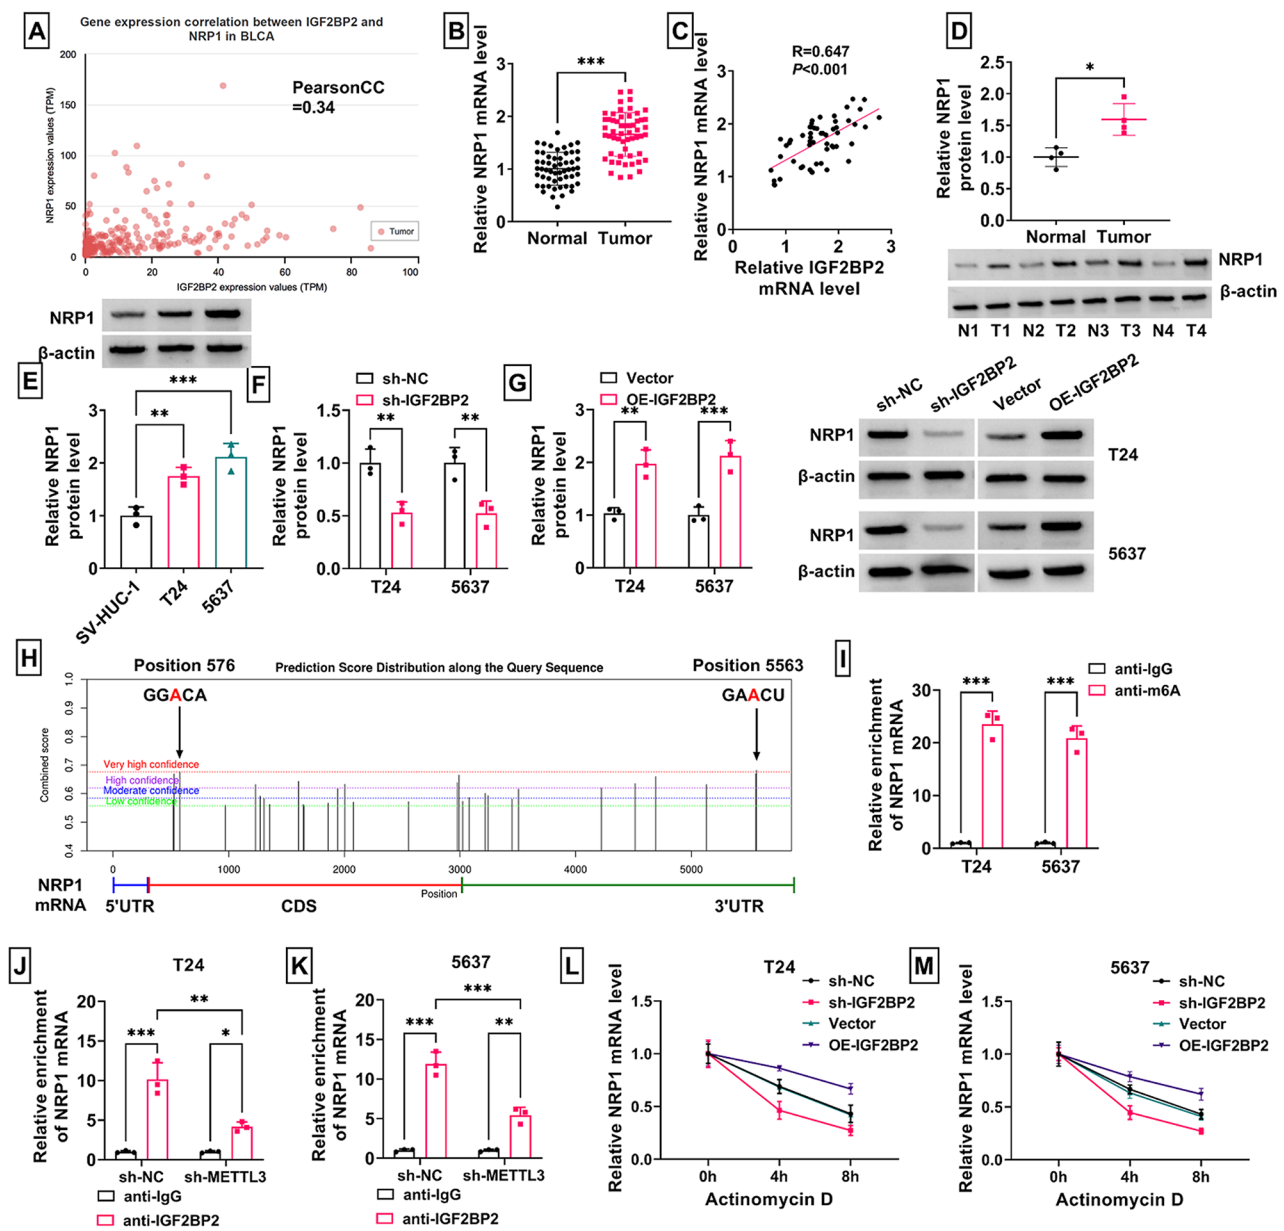 A
Gene expression correlation between IGF2BP2 and
NRP1 in BLCA
NRP1 expression values (TPM)
200
150
100
50
0
PearsonCC
=0.34
Tumor
0
20
40
60
80
100
IGF2BP2 expression values (TPM)
B
Relative NRP1 mRNA level
3
2
1
0
***
Normal
Tumor
C
Relative NRP1 mRNA level
R=0.647
P<0.001
3
2
1
0
0
1
2
3
Relative IGF2BP2
mRNA level
D
Relative NRP1
protein level
2.5
2.0
1.5
1.0
0.5
0.0
*
Normal
Tumor
NRP1
β-actin
N1 T1 N2 T2 N3 T3 N4 T4
NRP1
β-actin
E
Relative NRP1
protein level
3
2
1
0
***
**
SV-HUC-1
T24
5637
F
sh-NC
sh-IGF2BP2
Relative NRP1
protein level
1.5
1.0
0.5
0.0
**
**
T24
5637
G
Vector
OE-IGF2BP2
Relative NRP1
protein level
3
2
1
0
**
***
T24
5637
sh-NC
sh-IGF2BP2
Vector
OE-IGF2BP2
NRP1
β-actin
T24
NRP1
β-actin
5637
H
Position 576
Prediction Score Distribution along the Query Sequence
Position 5563
GGACA
GAACU
Combined score
1.0
0.9
0.8
0.7
0.6
0.5
0.4
Very high confidence
High confidence
Moderate confidence
Low confidence
0
1000
2000
3000
4000
5000
Position
NRP1
mRNA
5'UTR
CDS
3'UTR
I
anti-IgG
anti-m6A
Relative enrichment
of NRP1 mRNA
30
20
10
0
***
***
T24
5637
J
T24
Relative enrichment
of NRP1 mRNA
20
15
10
5
0
**
***
*
sh-NC
sh-METTL3
anti-IgG
anti-IGF2BP2
K
5637
Relative enrichment
of NRP1 mRNA
20
15
10
5
0
***
***
**
sh-NC
sh-METTL3
anti-IgG
anti-IGF2BP2
L
T24
Relative NRP1 mRNA level
1.5
1.0
0.5
0.0
sh-NC
sh-IGF2BP2
Vector
OE-IGF2BP2
0h
4h
8h
Actinomycin D
M
5637
Relative NRP1 mRNA level
1.5
1.0
0.5
0.0
sh-NC
sh-IGF2BP2
Vector
OE-IGF2BP2
0h
4h
8h
Actinomycin D